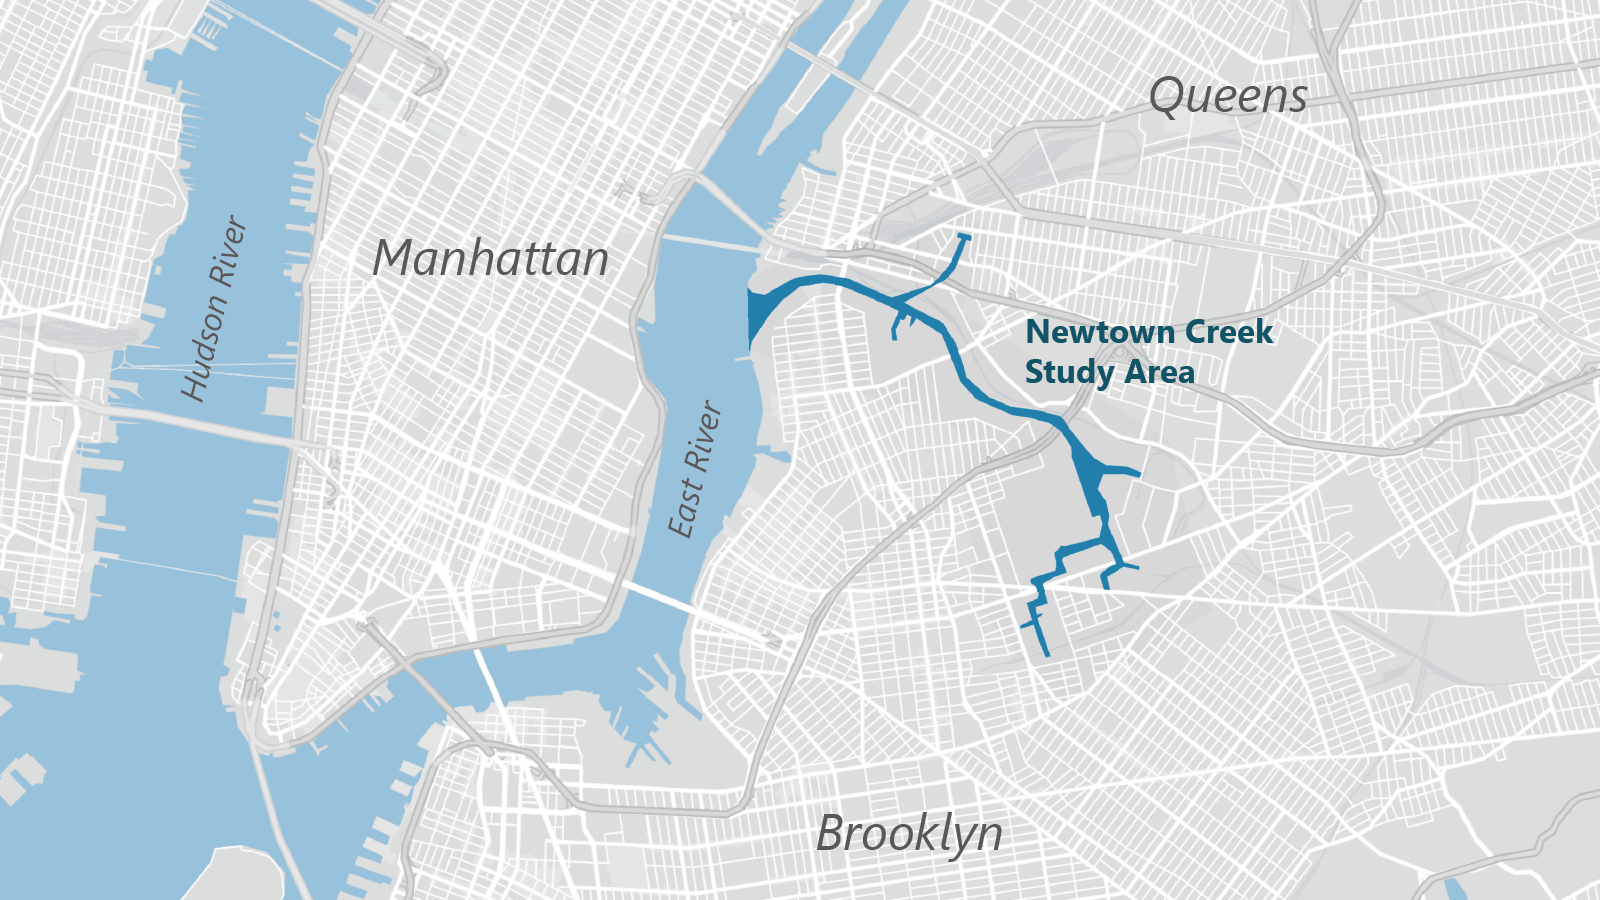 Queens
Manhattan
Hudson River
Newtown Creek
Study Area
East River
Brooklyn